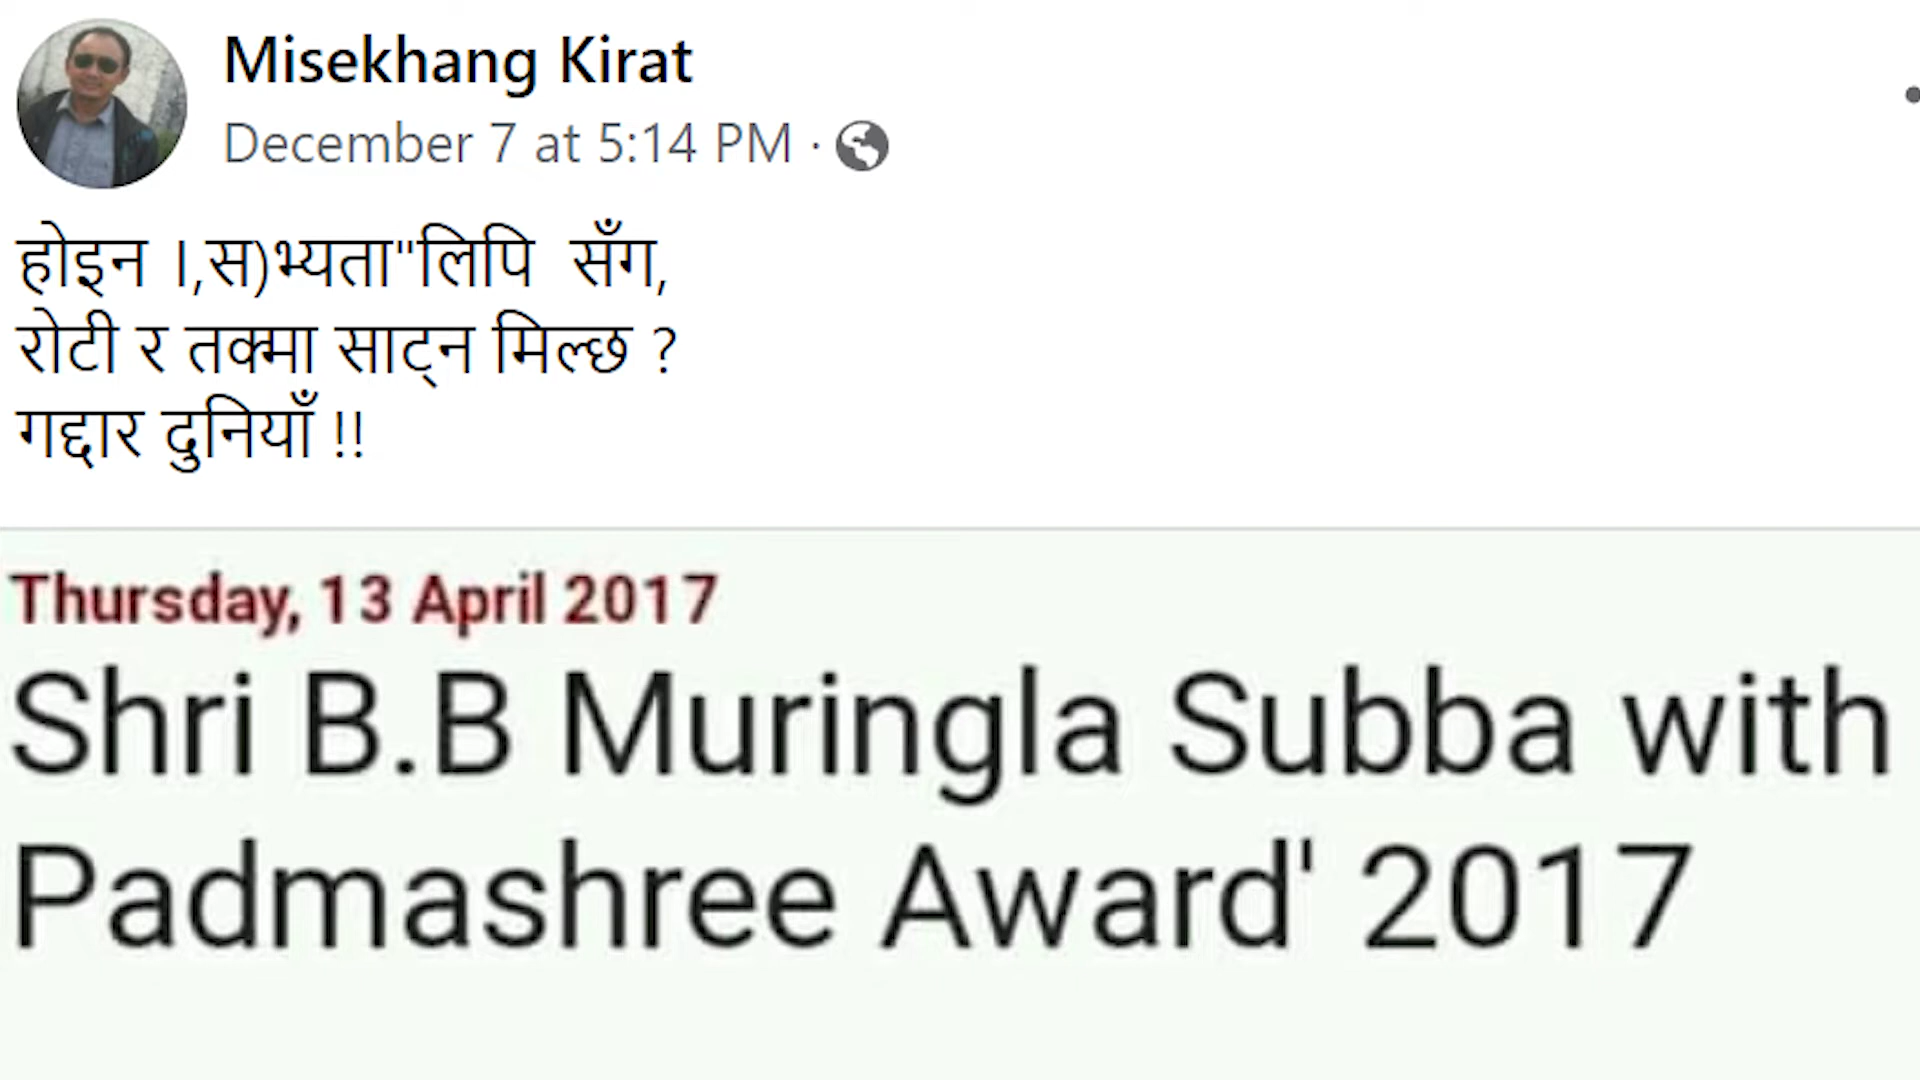 Misekhang Kirat
December 7 at 5:14 PM ·
होइन ।,स)भ्यता"लिपि  सँग,
रोटी र तक्मा साट्न मिल्छ ?
गद्दार दुनियाँ !!
Thursday, 13 April 2017
Shri B.B Muringla Subba with
Padmashree Award' 2017